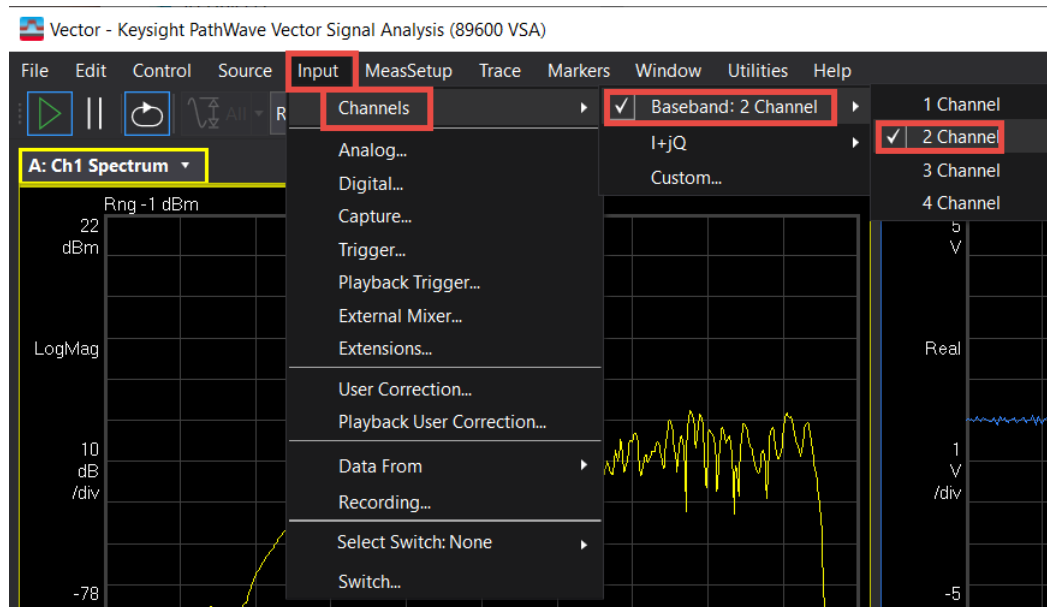 Vector - Keysight PathWave Vector Signal Analysis (89600 VSA)
File Edit Control Source Input MeasSetup Trace Markers Window Utilities Help
All R
A: Ch1 Spectrum
Rng -1 dBm
22
dBm
LogMag
10
dB
/div
-78
Channels
Analog...
Digital...
Capture...
Trigger...
Playback Trigger...
External Mixer...
Extensions...
User Correction...
Playback User Correction...
Data From
Recording...
Select Switch: None
Switch...
Baseband: 2 Channel
I+jQ
Custom...
1 Channel
2 Channel
3 Channel
4 Channel
5
V
Real
1
V
/div
-5